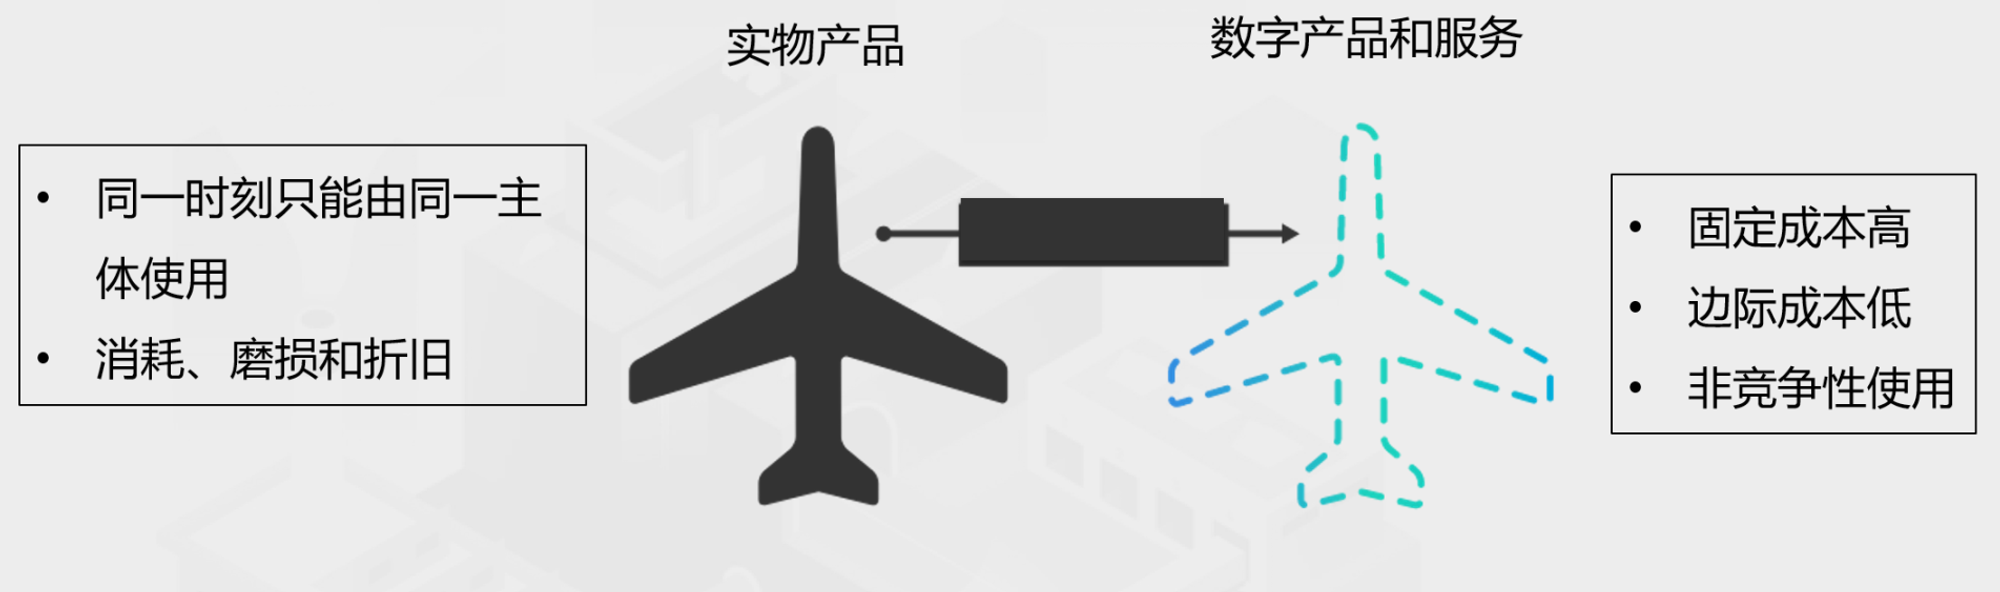 实物产品
数字产品和服务
• 同一时刻只能由同一主
体使用
• 消耗、磨损和折旧
• 固定成本高
• 边际成本低
• 非竞争性使用